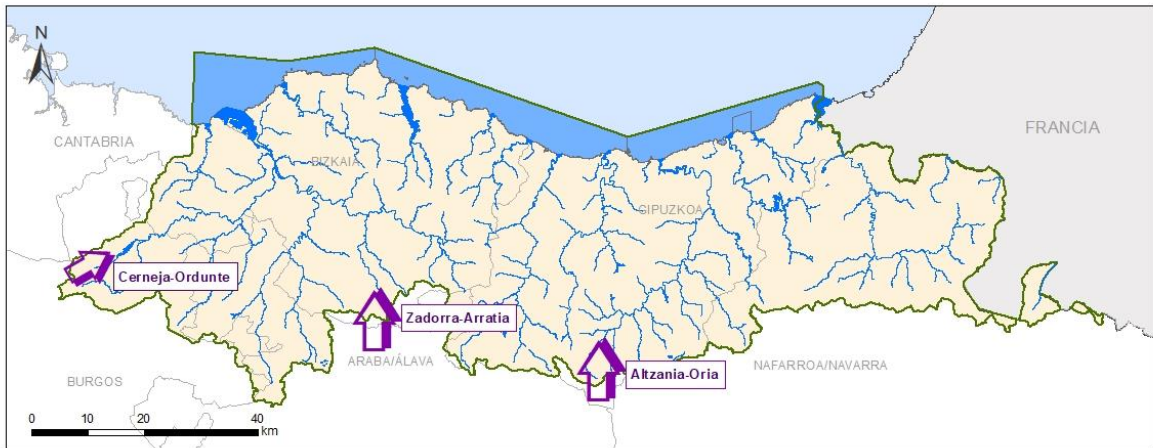 N
CANTABRIA
FRANCIA
BIZKAIA
GIPUZKOA
Cerneja-Ordunte
Zadorra-Arratia
ARABA/ÁLAVA
Altzania-Oria
NAFARROA/NAVARRA
BURGOS
0 10 20 40
km